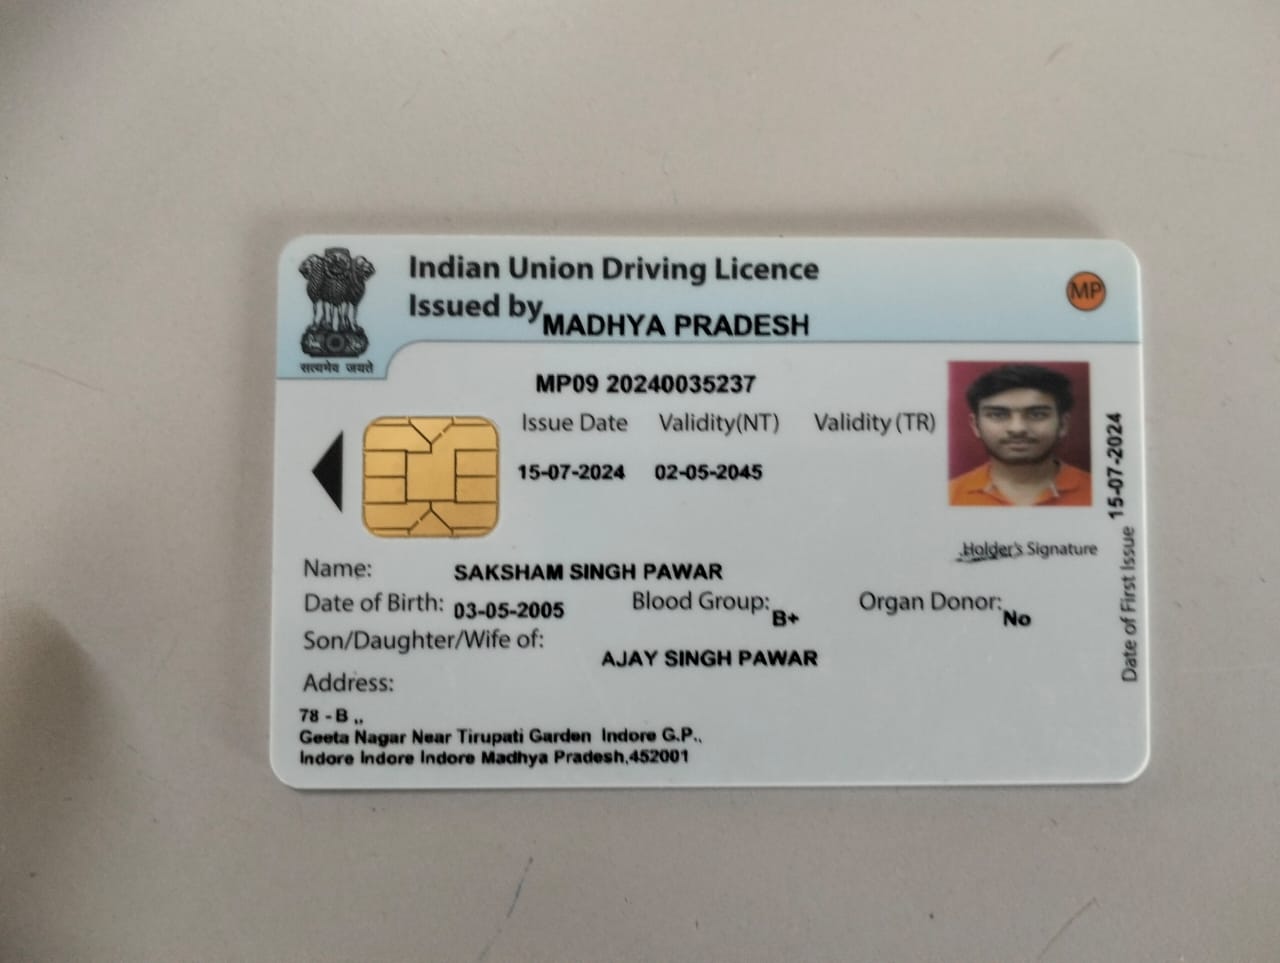 Indian Union Driving Licence
Issued by MADHYA PRADESH
MP
सत्यमेव जयते
MP09 20240035237
Issue Date Validity(NT) Validity (TR)
15-07-2024 02-05-2045
Holder's Signature
Date of First Issue 15-07-2024
Name: SAKSHAM SINGH PAWAR
Date of Birth: 03-05-2005 Blood Group: B+ Organ Donor: No
Son/Daughter/Wife of:
AJAY SINGH PAWAR
Address:
78 - B ,,
Geeta Nagar Near Tirupati Garden Indore G.P.,
Indore Indore Indore Madhya Pradesh,452001